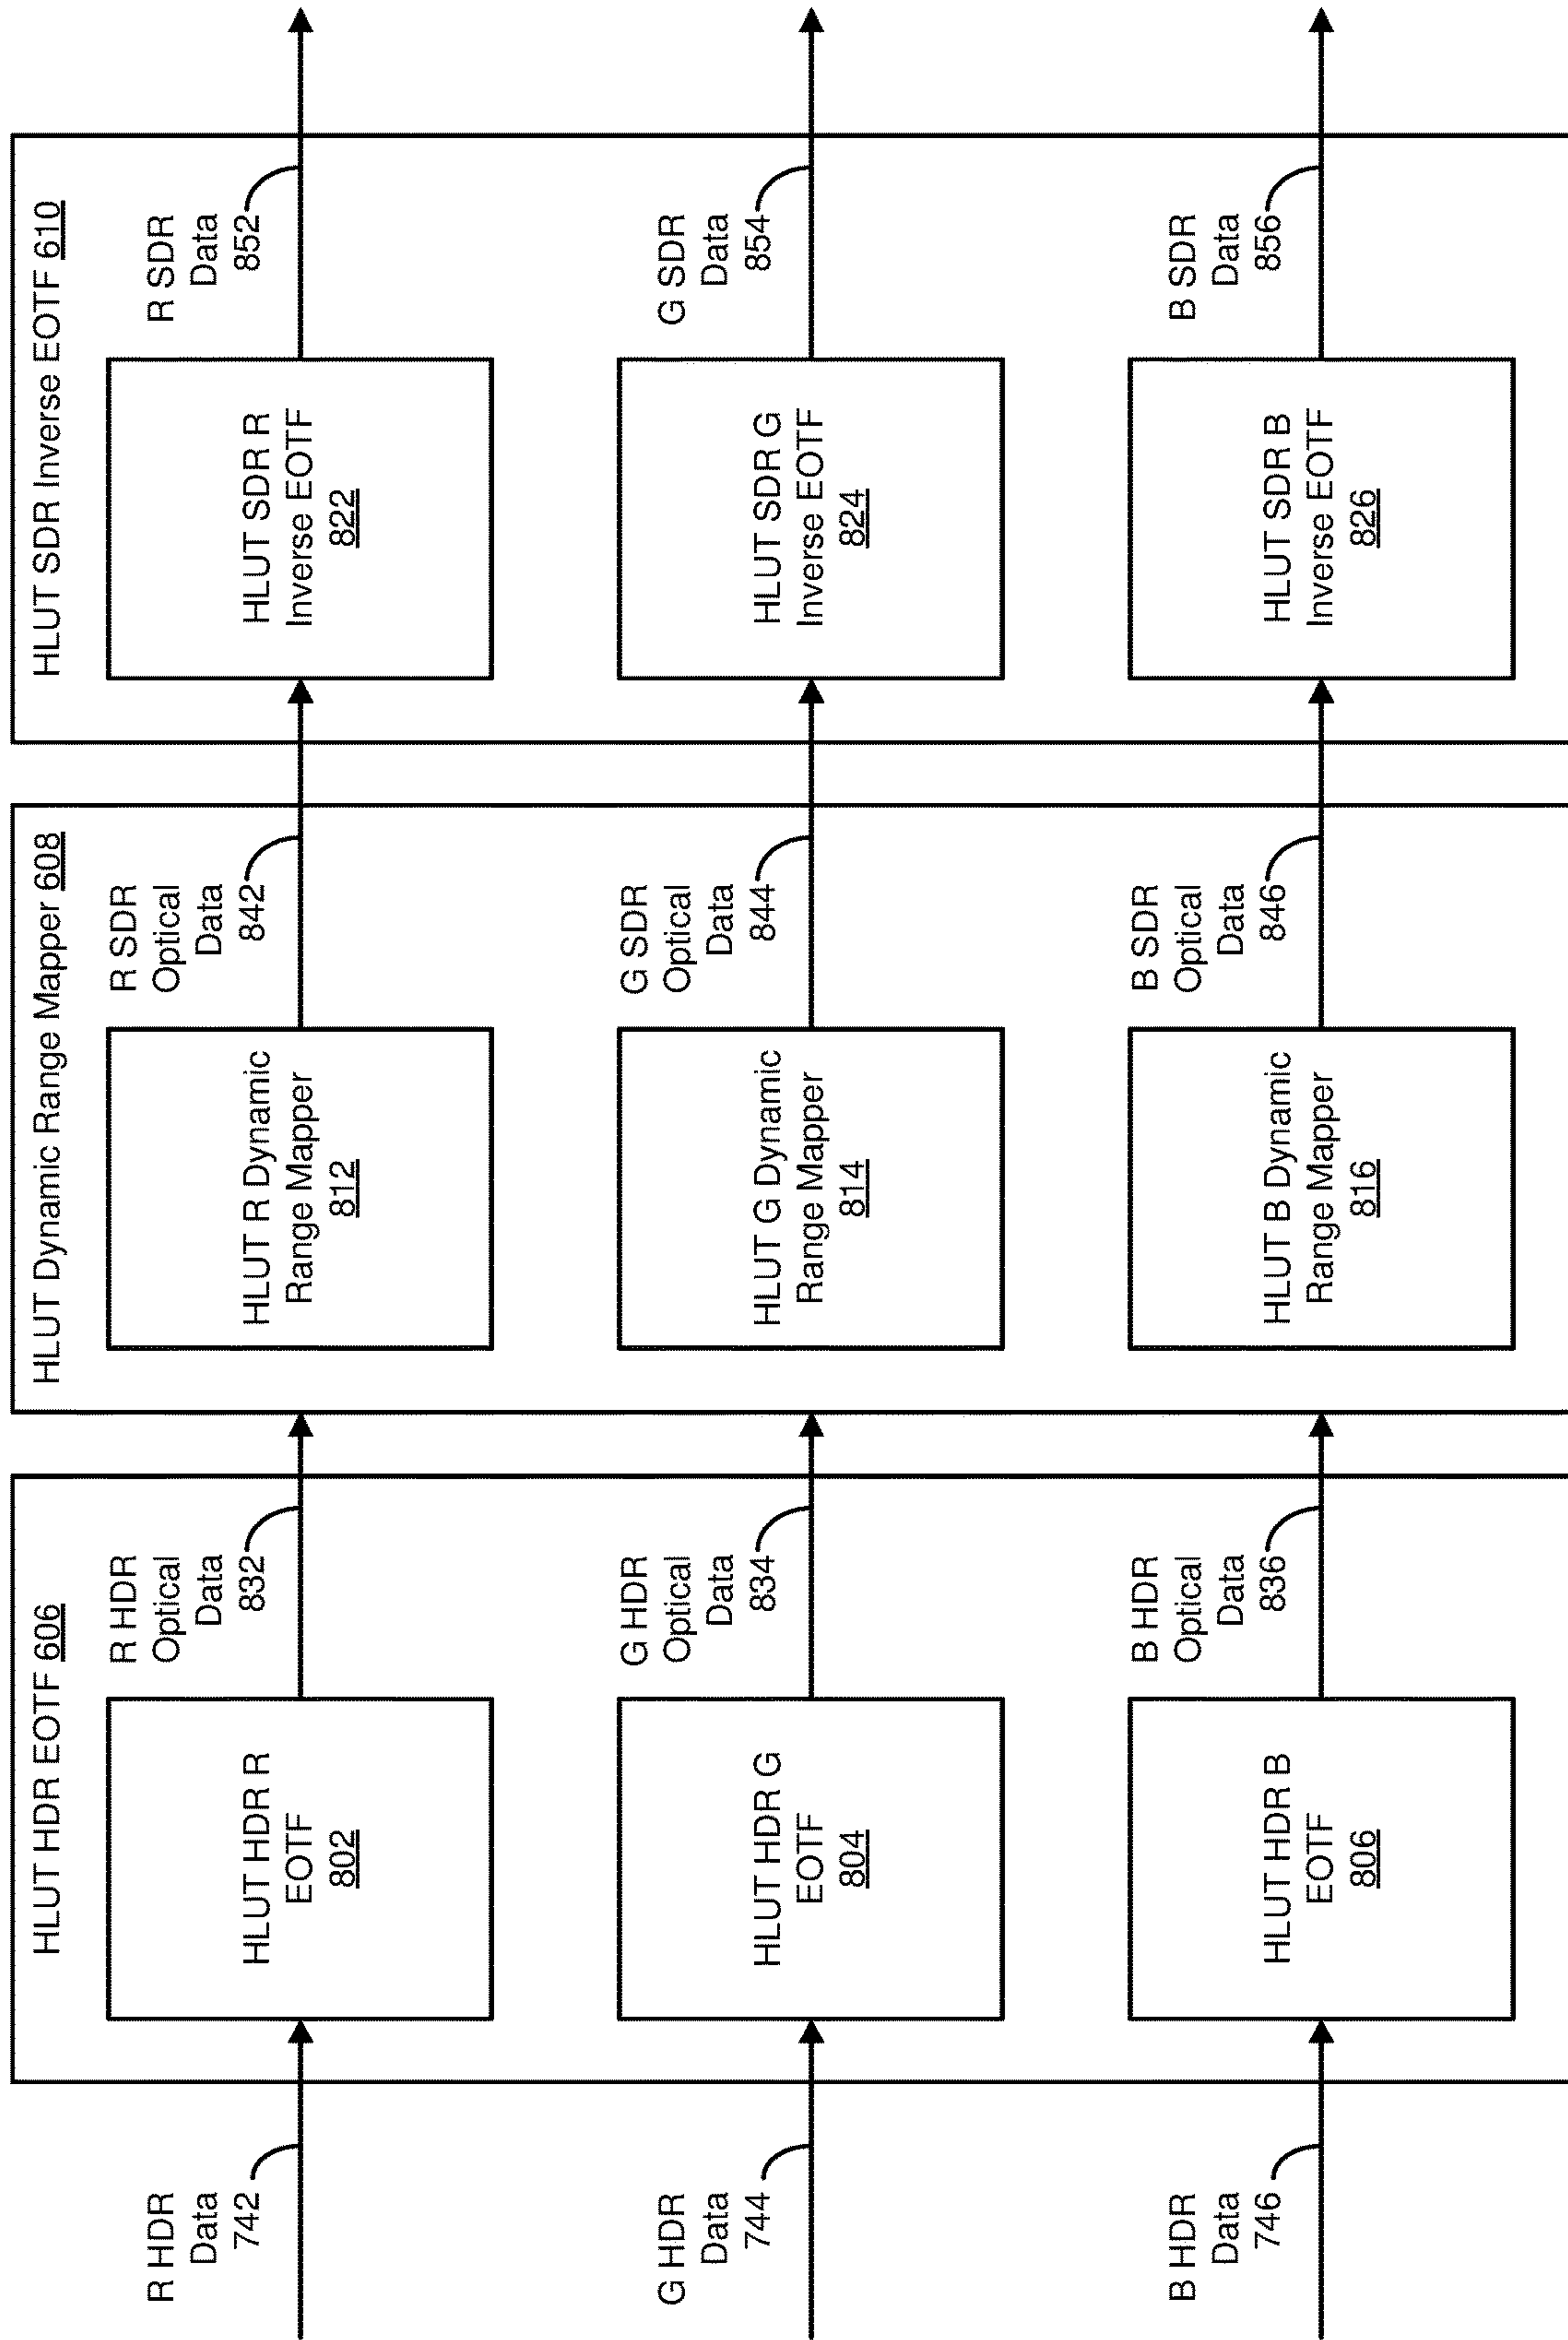 HLUT HDR EOTF 606
R HDR
Data
742
HLUT HDR R
EOTF
802
R HDR
Optical
Data
832
G HDR
Data
744
HLUT HDR G
EOTF
804
G HDR
Optical
Data
834
B HDR
Data
746
HLUT HDR B
EOTF
806
B HDR
Optical
Data
836
HLUT Dynamic Range Mapper 608
HLUT R Dynamic
Range Mapper
812
R SDR
Optical
Data
842
HLUT G Dynamic
Range Mapper
814
G SDR
Optical
Data
844
HLUT B Dynamic
Range Mapper
816
B SDR
Optical
Data
846
HLUT SDR Inverse EOTF 610
HLUT SDR R
Inverse EOTF
822
R SDR
Data
852
HLUT SDR G
Inverse EOTF
824
G SDR
Data
854
HLUT SDR B
Inverse EOTF
826
B SDR
Data
856